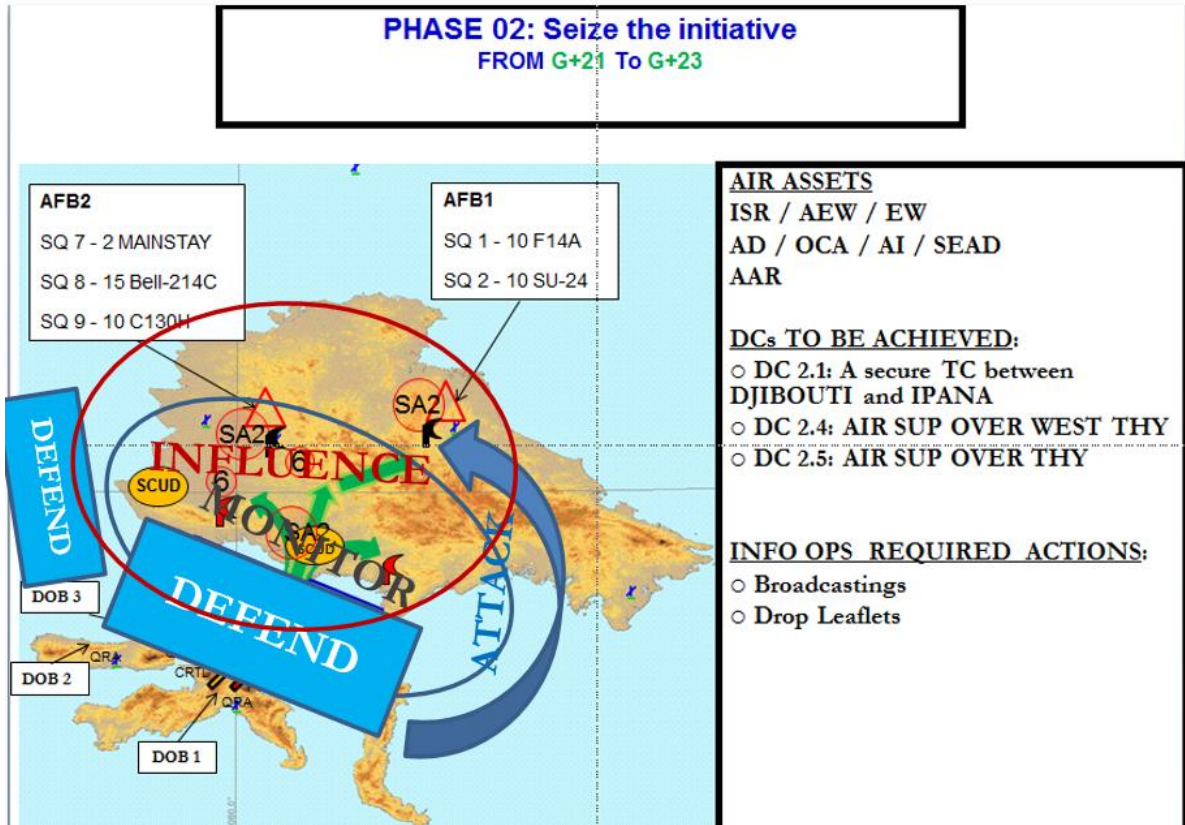 PHASE 02: Seize the initiative
FROM G+21 To G+23
AFB2
SQ 7 - 2 MAINSTAY
SQ 8 - 15 Bell-214C
SQ 9 - 10 C130H
AFB1
SQ 1 - 10 F14A
SQ 2 - 10 SU-24
SA2
SA2
INFLUENCE
6
6
SCUD
MONITOR
SA2
SCUD
DEFEND
DEFEND
ATTACK
DOB 3
QRA
DOB 2
CRTL
QRA
DOB 1
AIR ASSETS
ISR / AEW / EW
AD / OCA / AI / SEAD
AAR
DCs TO BE ACHIEVED:
○ DC 2.1: A secure TC between
DJIBOUTI and IPANA
○ DC 2.4: AIR SUP OVER WEST THY
○ DC 2.5: AIR SUP OVER THY
INFO OPS REQUIRED ACTIONS:
○ Broadcastings
○ Drop Leaflets